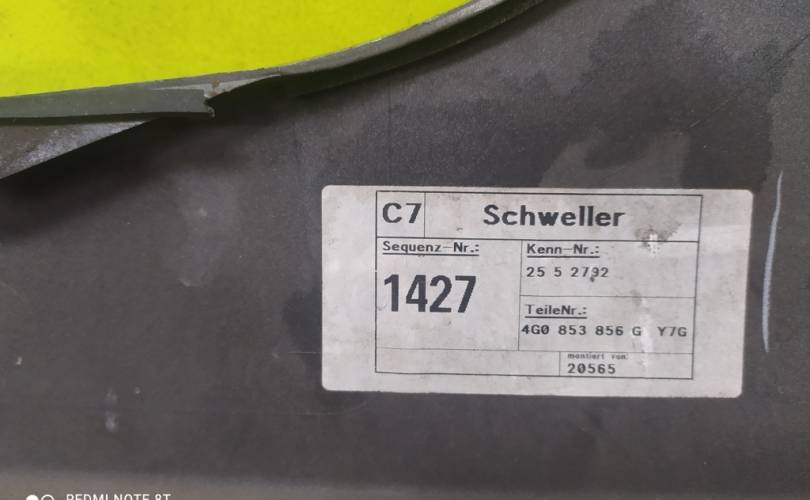 C7 Schweller
Sequenz-Nr.:
1427
Kenn-Nr.:
25 5 2792
TeileNr.:
4G0 853 856 G Y7G
montiert von:
20565
REDMI NOTE 8T